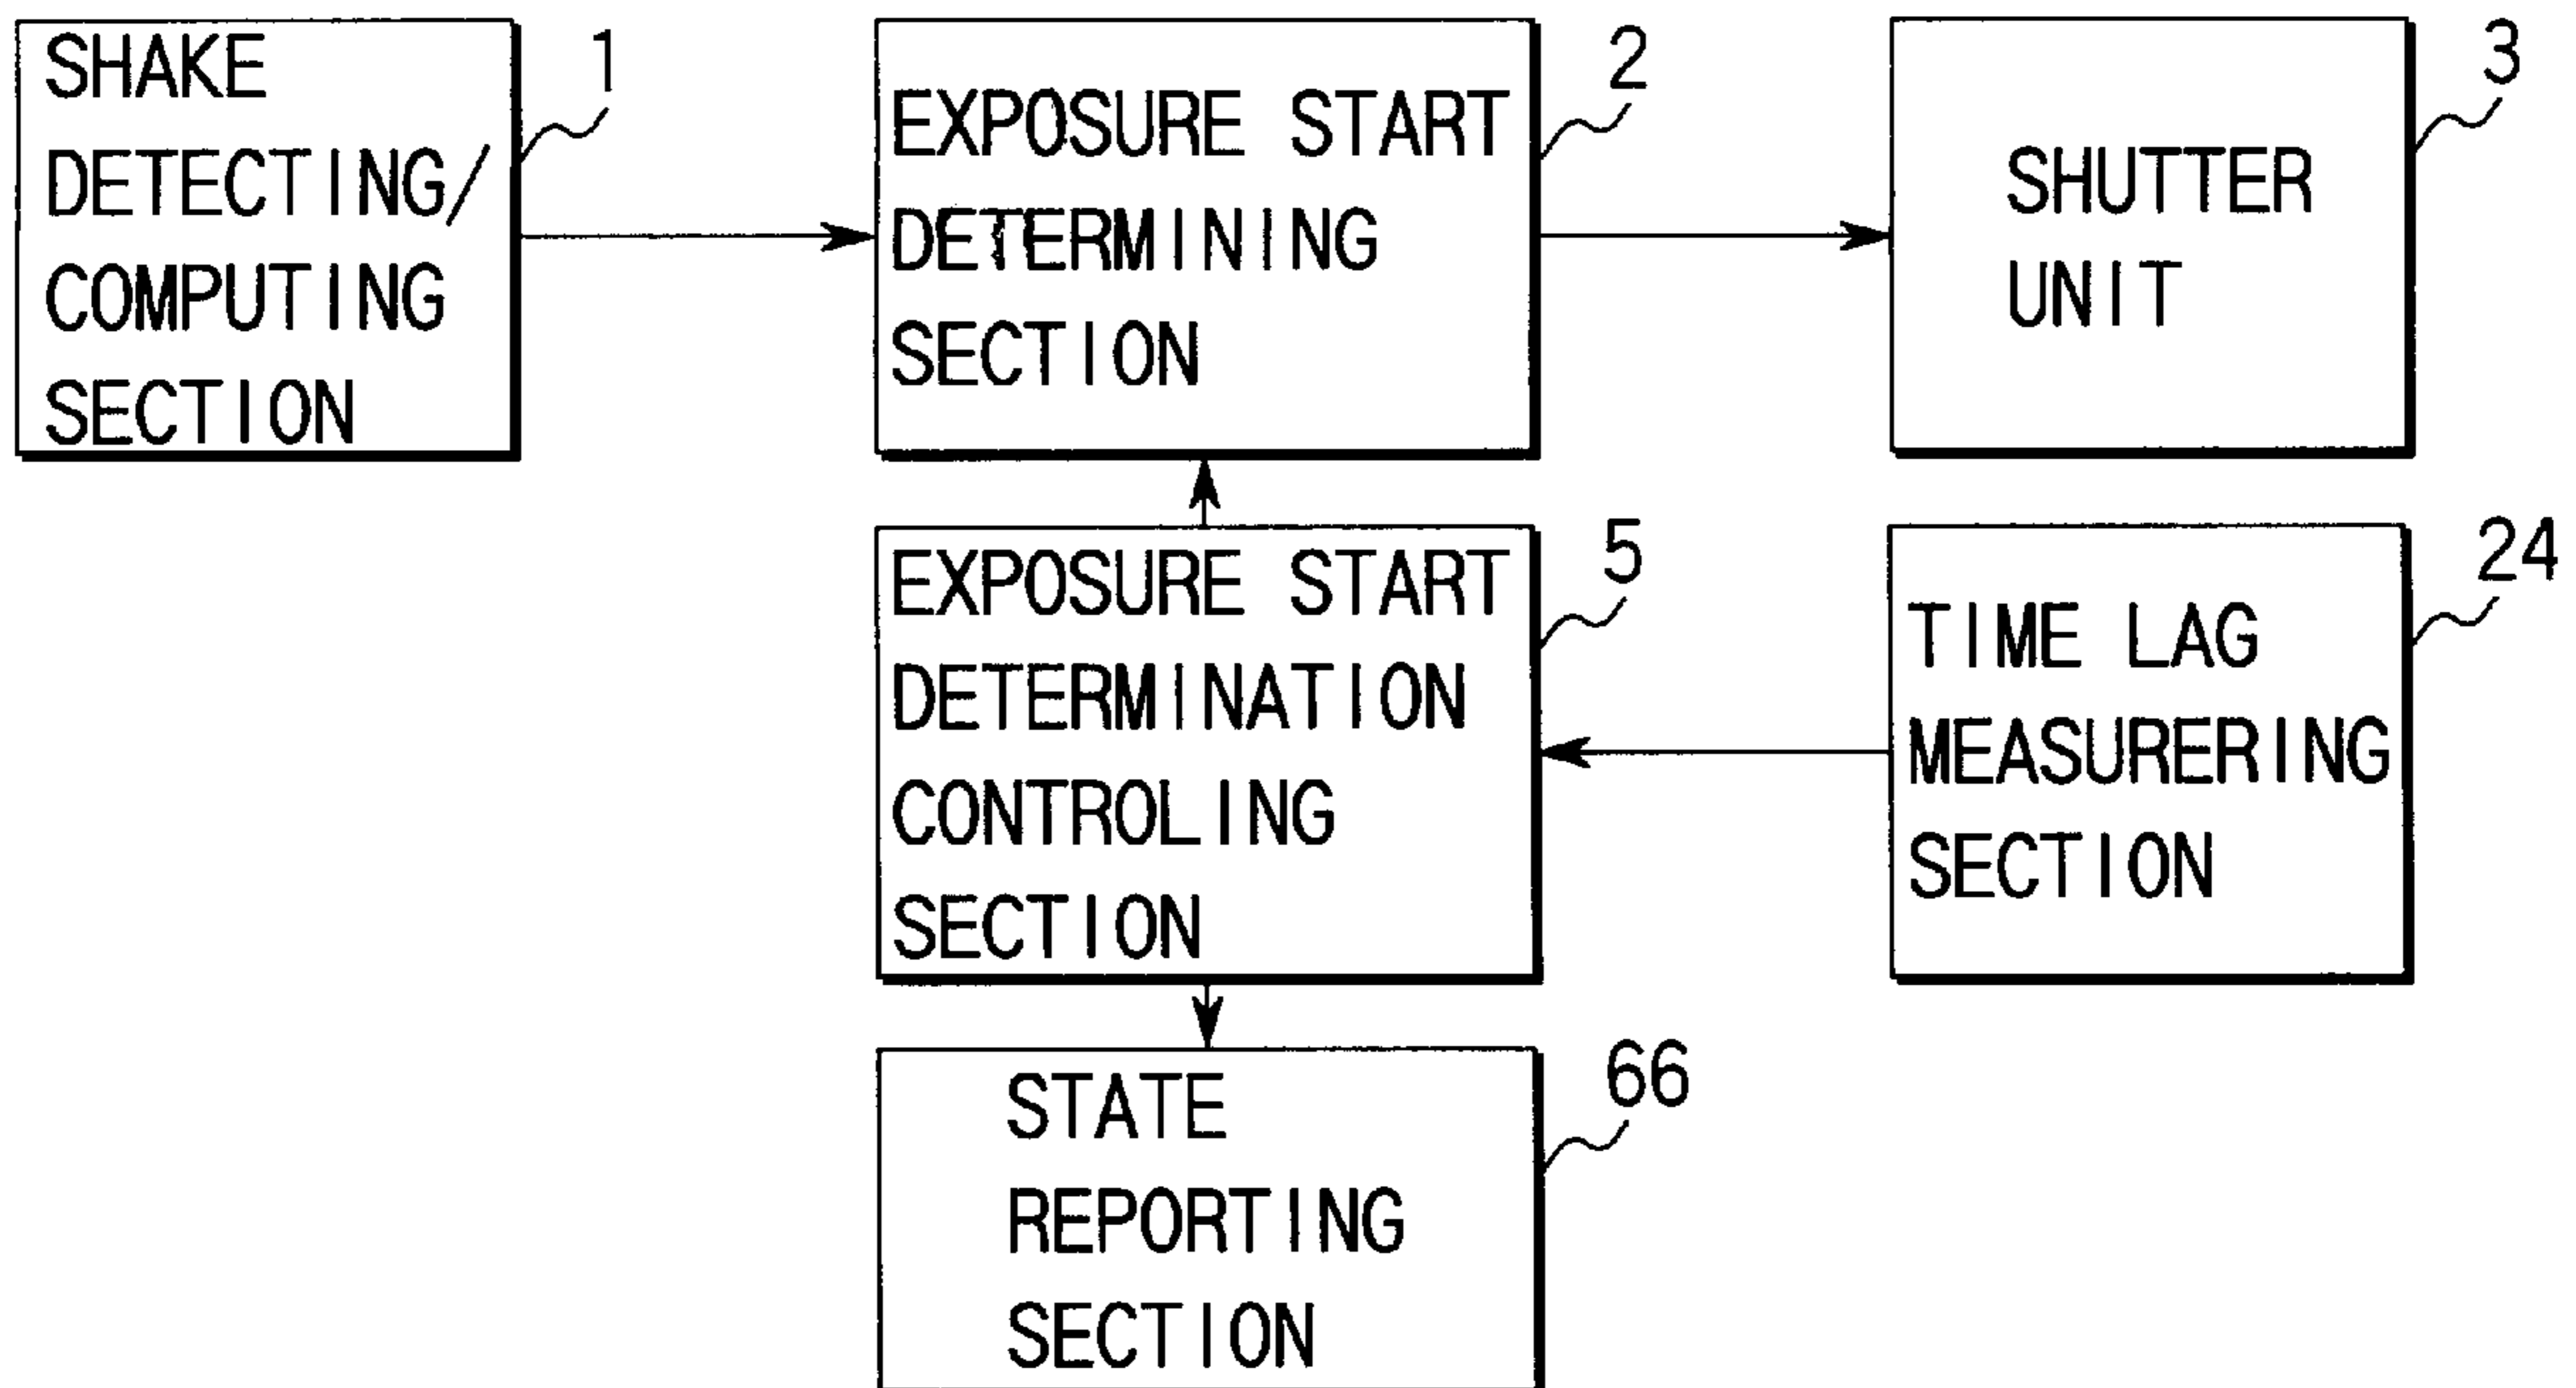 SHAKE
DETECTING/
COMPUTING
SECTION
1
EXPOSURE START
DETERMINING
SECTION
2
SHUTTER
UNIT
3
EXPOSURE START
DETERMINATION
CONTROLING
SECTION
5
TIME LAG
MEASURERING
SECTION
24
STATE
REPORTING
SECTION
66